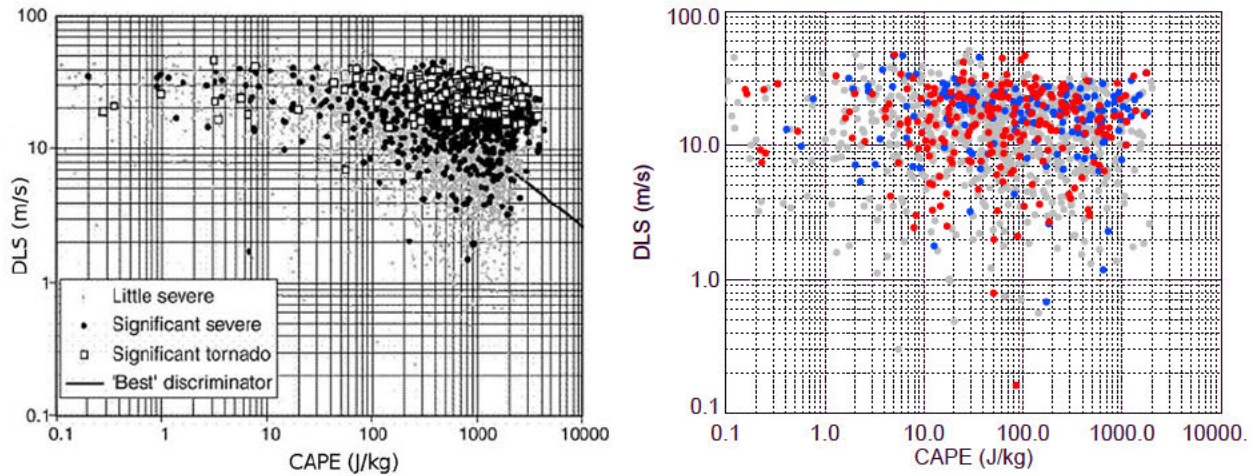 100
10
1
0.1
DLS (m/s)
Little severe
Significant severe
Significant tornado
'Best' discriminator
0.1 1 10 100 1000 10000
CAPE (J/kg)
100.0
10.0
1.0
0.1
DLS (m/s)
0.1 1.0 10.0 100.0 1000.0 10000.
CAPE (J/kg)